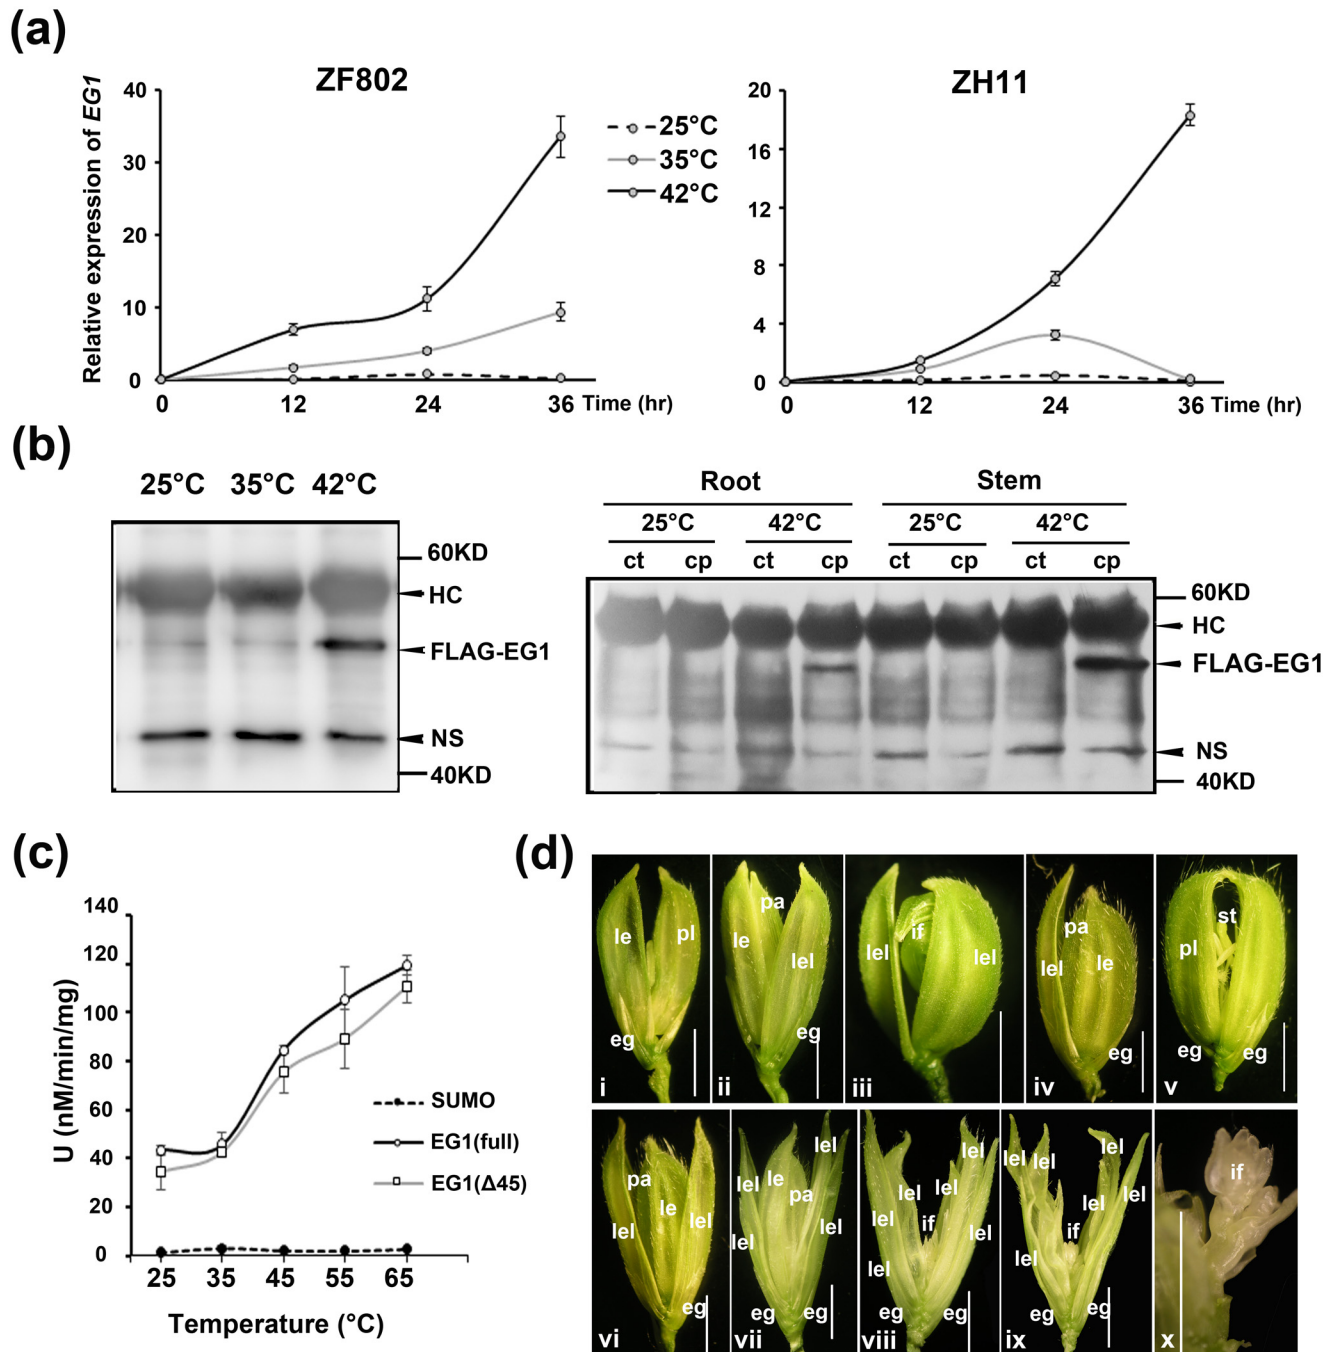 (a)
ZF802
ZH11
Relative expression of EG1
40
30
20
10
0
0
12
24
36
Time (hr)
25°C
35°C
42°C
20
16
12
8
4
0
0
12
24
36
Time (hr)
(b)
25°C 35°C 42°C
60KD
HC
FLAG-EG1
NS
40KD
Root Stem
25°C 42°C 25°C 42°C
ct cp ct cp ct cp ct cp
60KD
HC
FLAG-EG1
NS
40KD
(c)
U (nM/min/mg)
140
120
100
80
60
40
20
0
25 35 45 55 65
Temperature (°C)
SUMO
EG1(full)
EG1(Δ45)
(d)
le pl
eg
i
pa
le lel
eg
ii
if
lel lel
iii
pa
lel le
eg
iv
st
pl
eg eg
v
pa
le
lel lel
eg
vi
lel
le
lel pa
lel lel
eg eg
vii
lel
lel lel
lel if lel
lel
eg eg
viii
lel
lel lel
lel
if
lel lel
eg eg
ix
if
x